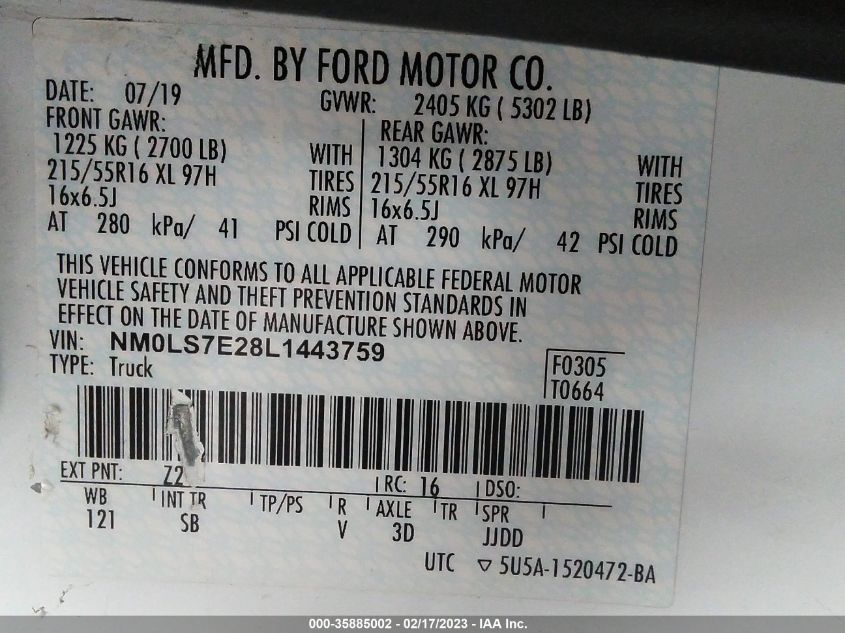 MFD. BY FORD MOTOR CO.
DATE: 07/19 GVWR: 2405 KG ( 5302 LB)
FRONT GAWR: REAR GAWR:
1225 KG ( 2700 LB) WITH 1304 KG ( 2875 LB) WITH
215/55R16 XL 97H TIRES 215/55R16 XL 97H TIRES
16x6.5J RIMS 16x6.5J RIMS
AT 280 kPa/ 41 PSI COLD AT 290 kPa/ 42 PSI COLD
THIS VEHICLE CONFORMS TO ALL APPLICABLE FEDERAL MOTOR
VEHICLE SAFETY AND THEFT PREVENTION STANDARDS IN
EFFECT ON THE DATE OF MANUFACTURE SHOWN ABOVE.
VIN: NM0LS7E28L1443759
TYPE: Truck
F0305
T0664
EXT PNT: Z2 RC: 16 DSO:
WB INT TR TP/PS R AXLE TR SPR
121 SB V 3D JJDD
UTC ▽ 5U5A-1520472-BA
000-35885002 - 02/17/2023 - IAA Inc.